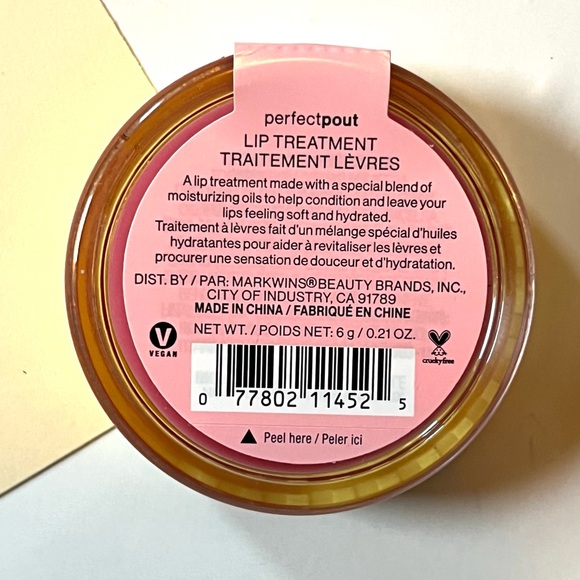 perfectpout
LIP TREATMENT
TRAITEMENT LÈVRES
A lip treatment made with a special blend of
moisturizing oils to help condition and leave your
lips feeling soft and hydrated.
Traitement à lèvres fait d'un mélange spécial d'huiles
hydratantes pour aider à revitaliser les lèvres et
procurer une sensation de douceur et d'hydratation.
DIST. BY / PAR: MARKWINS®BEAUTY BRANDS, INC.,
CITY OF INDUSTRY, CA 91789
MADE IN CHINA / FABRIQUÉ EN CHINE
NET WT. / POIDS NET: 6 g / 0.21 OZ.
V
VEGAN
crueltyfree
0 77802 11452 5
Peel here / Peler ici